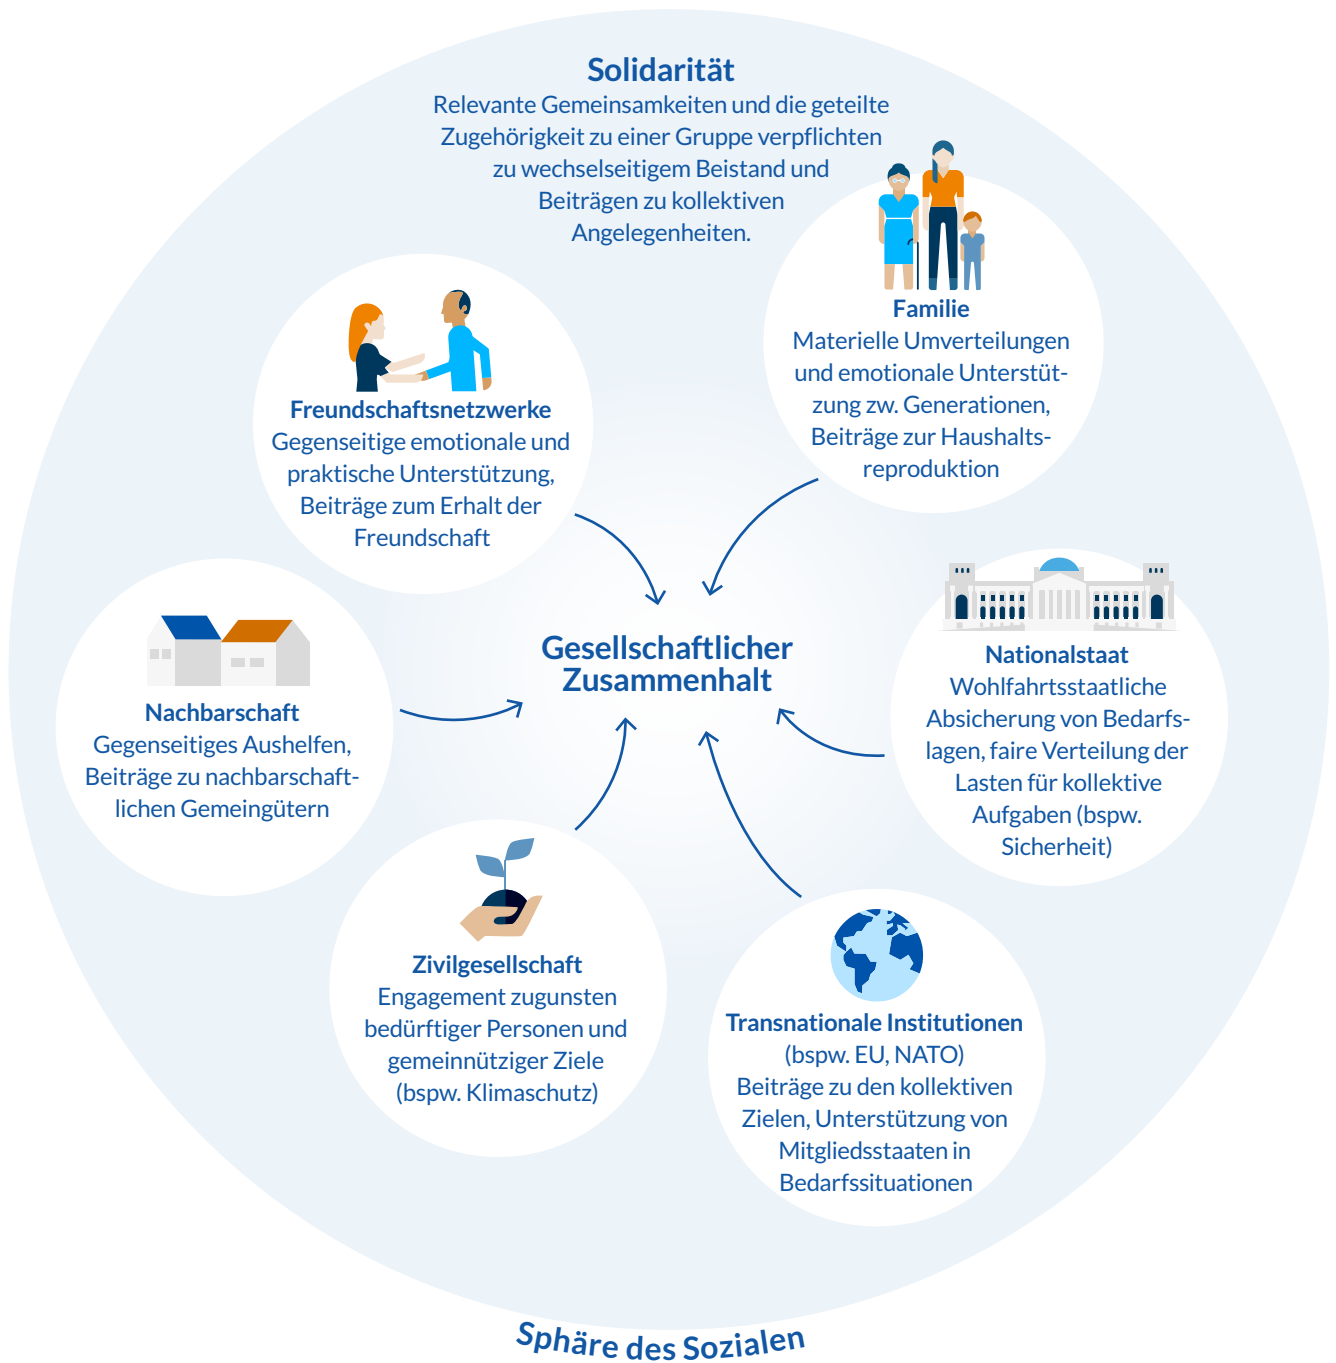 Solidarität
Relevante Gemeinsamkeiten und die geteilte
Zugehörigkeit zu einer Gruppe verpflichten
zu wechselseitigem Beistand und
Beiträgen zu kollektiven
Angelegenheiten.
Familie
Materielle Umverteilungen
und emotionale Unterstüt-
zung zw. Generationen,
Beiträge zur Haushalts-
reproduktion
Freundschaftsnetzwerke
Gegenseitige emotionale und
praktische Unterstützung,
Beiträge zum Erhalt der
Freundschaft
Gesellschaftlicher
Zusammenhalt
Nationalstaat
Wohlfahrtsstaatliche
Absicherung von Bedarfs-
lagen, faire Verteilung der
Lasten für kollektive
Aufgaben (bspw.
Sicherheit)
Nachbarschaft
Gegenseitiges Aushelfen,
Beiträge zu nachbarschaft-
lichen Gemeingütern
Zivilgesellschaft
Engagement zugunsten
bedürftiger Personen und
gemeinnütziger Ziele
(bspw. Klimaschutz)
Transnationale Institutionen
(bspw. EU, NATO)
Beiträge zu den kollektiven
Zielen, Unterstützung von
Mitgliedsstaaten in
Bedarfssituationen
Sphäre des Sozialen